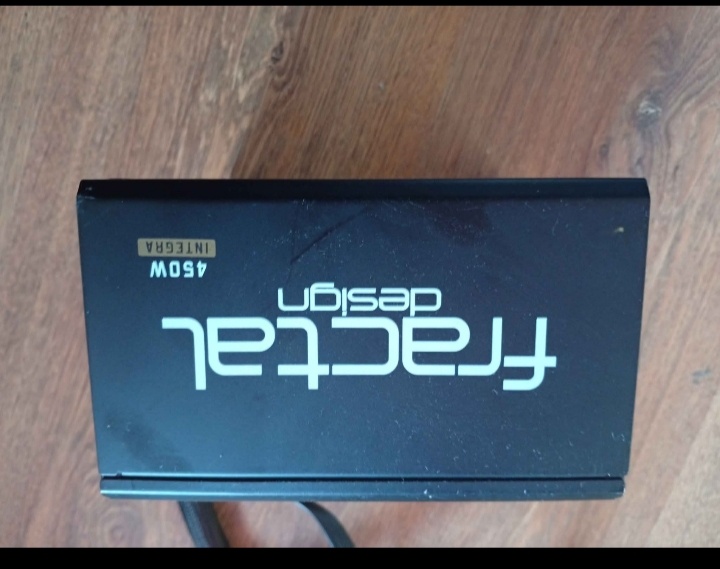 fractal
design
450W
INTEGRA